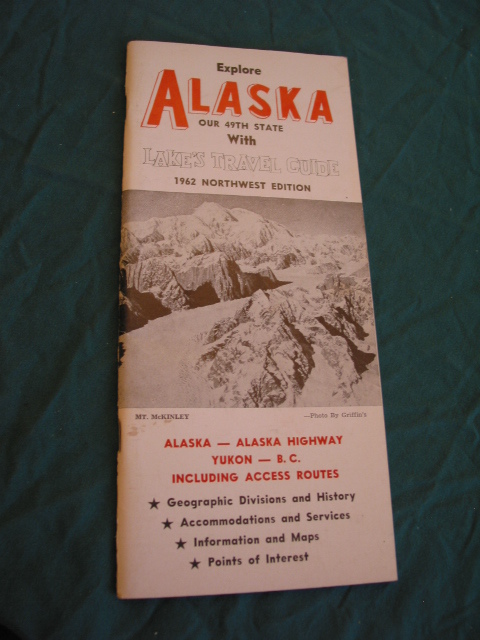 Explore
ALASKA
OUR 49TH STATE
With
LAKE'S TRAVEL GUIDE
1962 NORTHWEST EDITION
MT. McKINLEY
—Photo By Griffin's
ALASKA — ALASKA HIGHWAY
YUKON — B. C.
INCLUDING ACCESS ROUTES
★ Geographic Divisions and History
★ Accommodations and Services
★ Information and Maps
★ Points of Interest